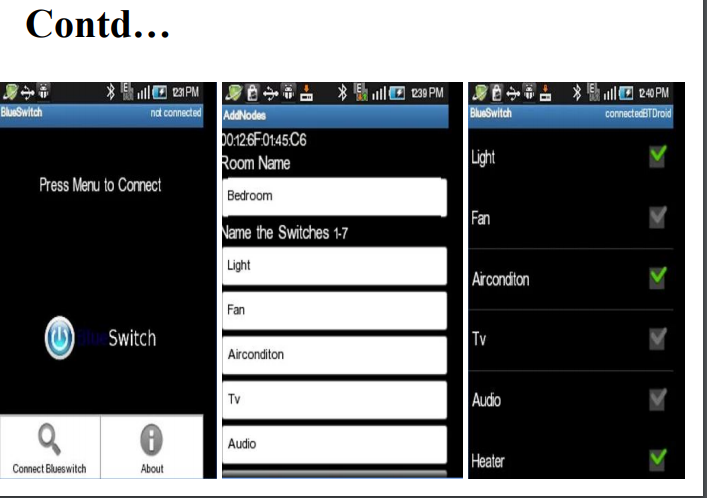 Contd…
12:31 PM
BlueSwitch
not connected
Press Menu to Connect
BlueSwitch
Connect Blueswitch
About
12:39 PM
AddNodes
00:12:6F:01:45:C6
Room Name
Bedroom
Name the Switches 1-7
Light
Fan
Airconditon
Tv
Audio
12:40 PM
BlueSwitch
connectedBTDroid
Light
Fan
Airconditon
Tv
Audio
Heater